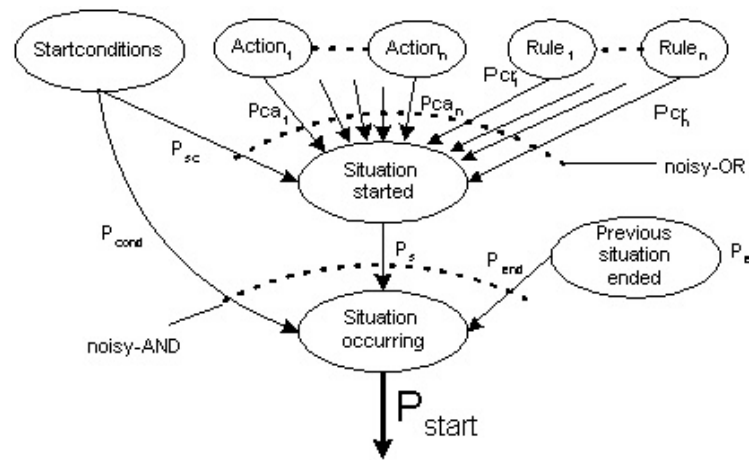 Startconditions
Action1
Actionn
Rule1
Rulen
Pca1
Pcan
Pcr1
Pcrn
Psc
Situation
started
noisy-OR
Pcond
Ps
Pend
Previous
situation
ended
Pe
noisy-AND
Situation
occurring
Pstart